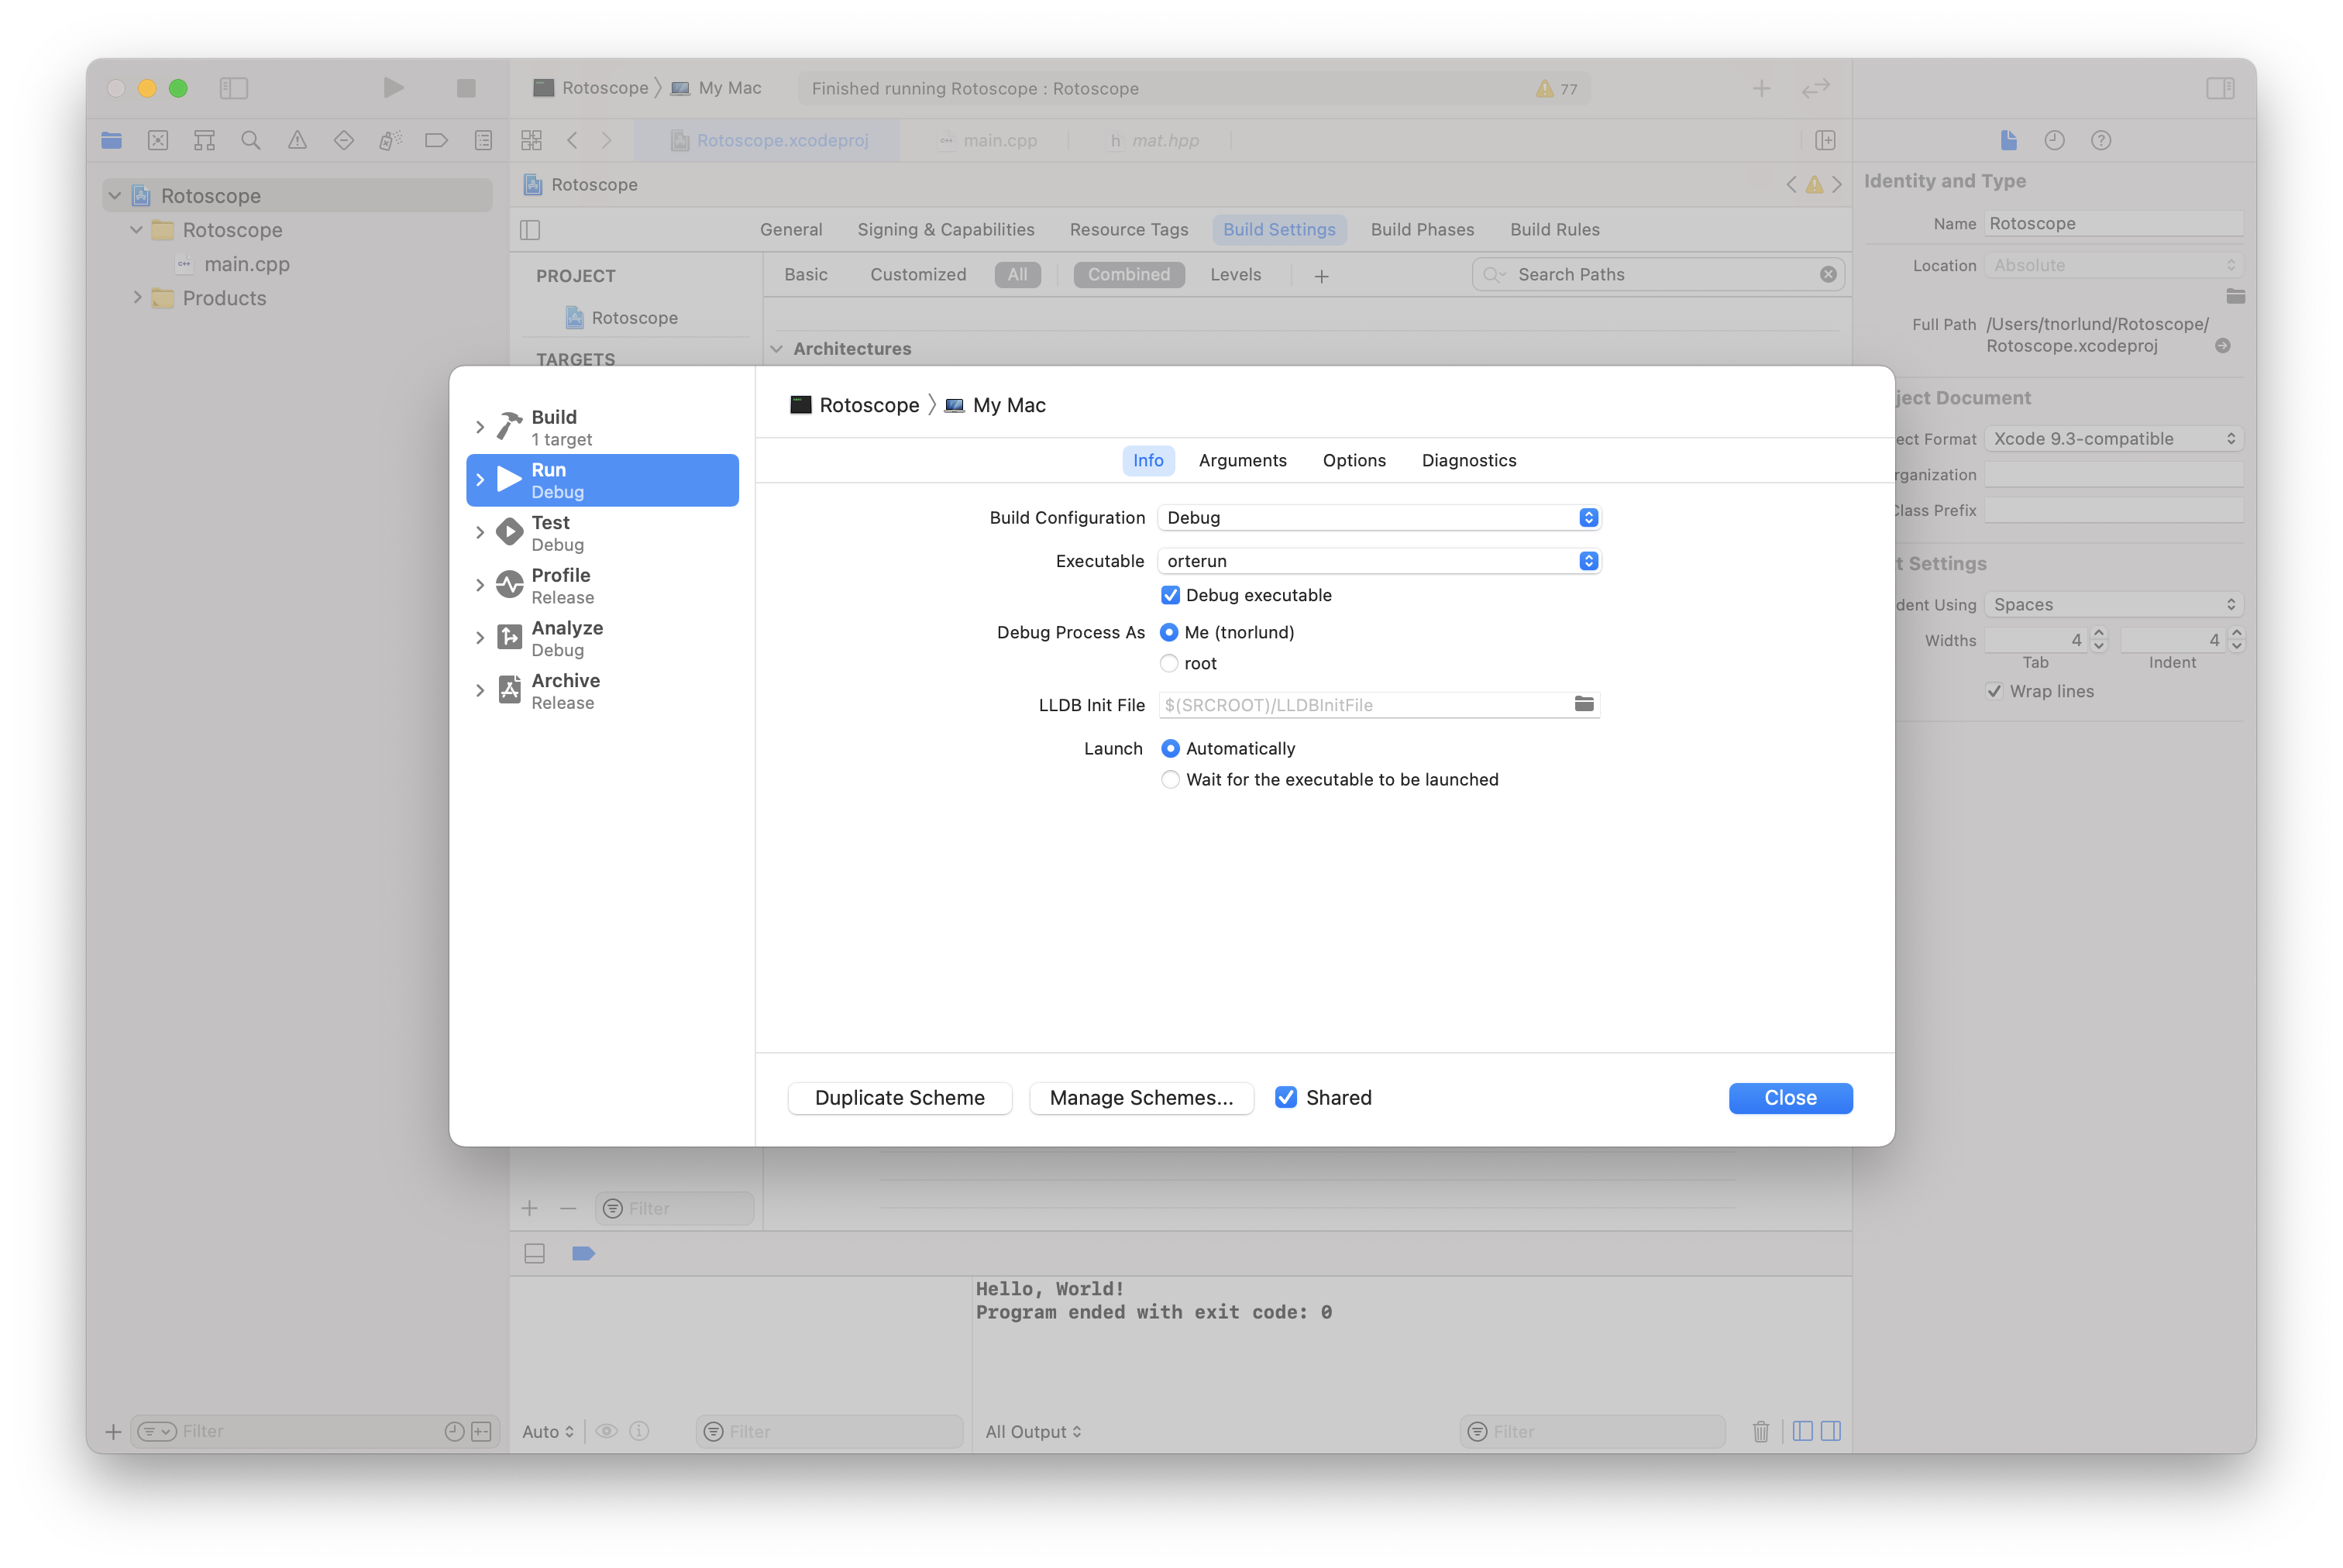 Rotoscope
My Mac
Finished running Rotoscope : Rotoscope
77
Rotoscope.xcodeproj
main.cpp
h
mat.hpp
Rotoscope
Rotoscope
main.cpp
Products
Rotoscope
General
Signing & Capabilities
Resource Tags
Build Settings
Build Phases
Build Rules
PROJECT
Rotoscope
TARGETS
Basic
Customized
All
Combined
Levels
Search Paths
Architectures
Identity and Type
Name
Rotoscope
Location
Absolute
Full Path
/Users/tnorlund/Rotoscope/
Rotoscope.xcodeproj
ject Document
ect Format
Xcode 9.3-compatible
rganization
Class Prefix
t Settings
dent Using
Spaces
Widths
4
4
Tab
Indent
Wrap lines
Build
1 target
Run
Debug
Test
Debug
Profile
Release
Analyze
Debug
Archive
Release
Rotoscope
My Mac
Info
Arguments
Options
Diagnostics
Build Configuration
Debug
Executable
orterun
Debug executable
Debug Process As
Me (tnorlund)
root
LLDB Init File
$(SRCROOT)/LLDBInitFile
Launch
Automatically
Wait for the executable to be launched
Duplicate Scheme
Manage Schemes...
Shared
Close
Filter
Hello, World!
Program ended with exit code: 0
Filter
Auto
Filter
All Output
Filter